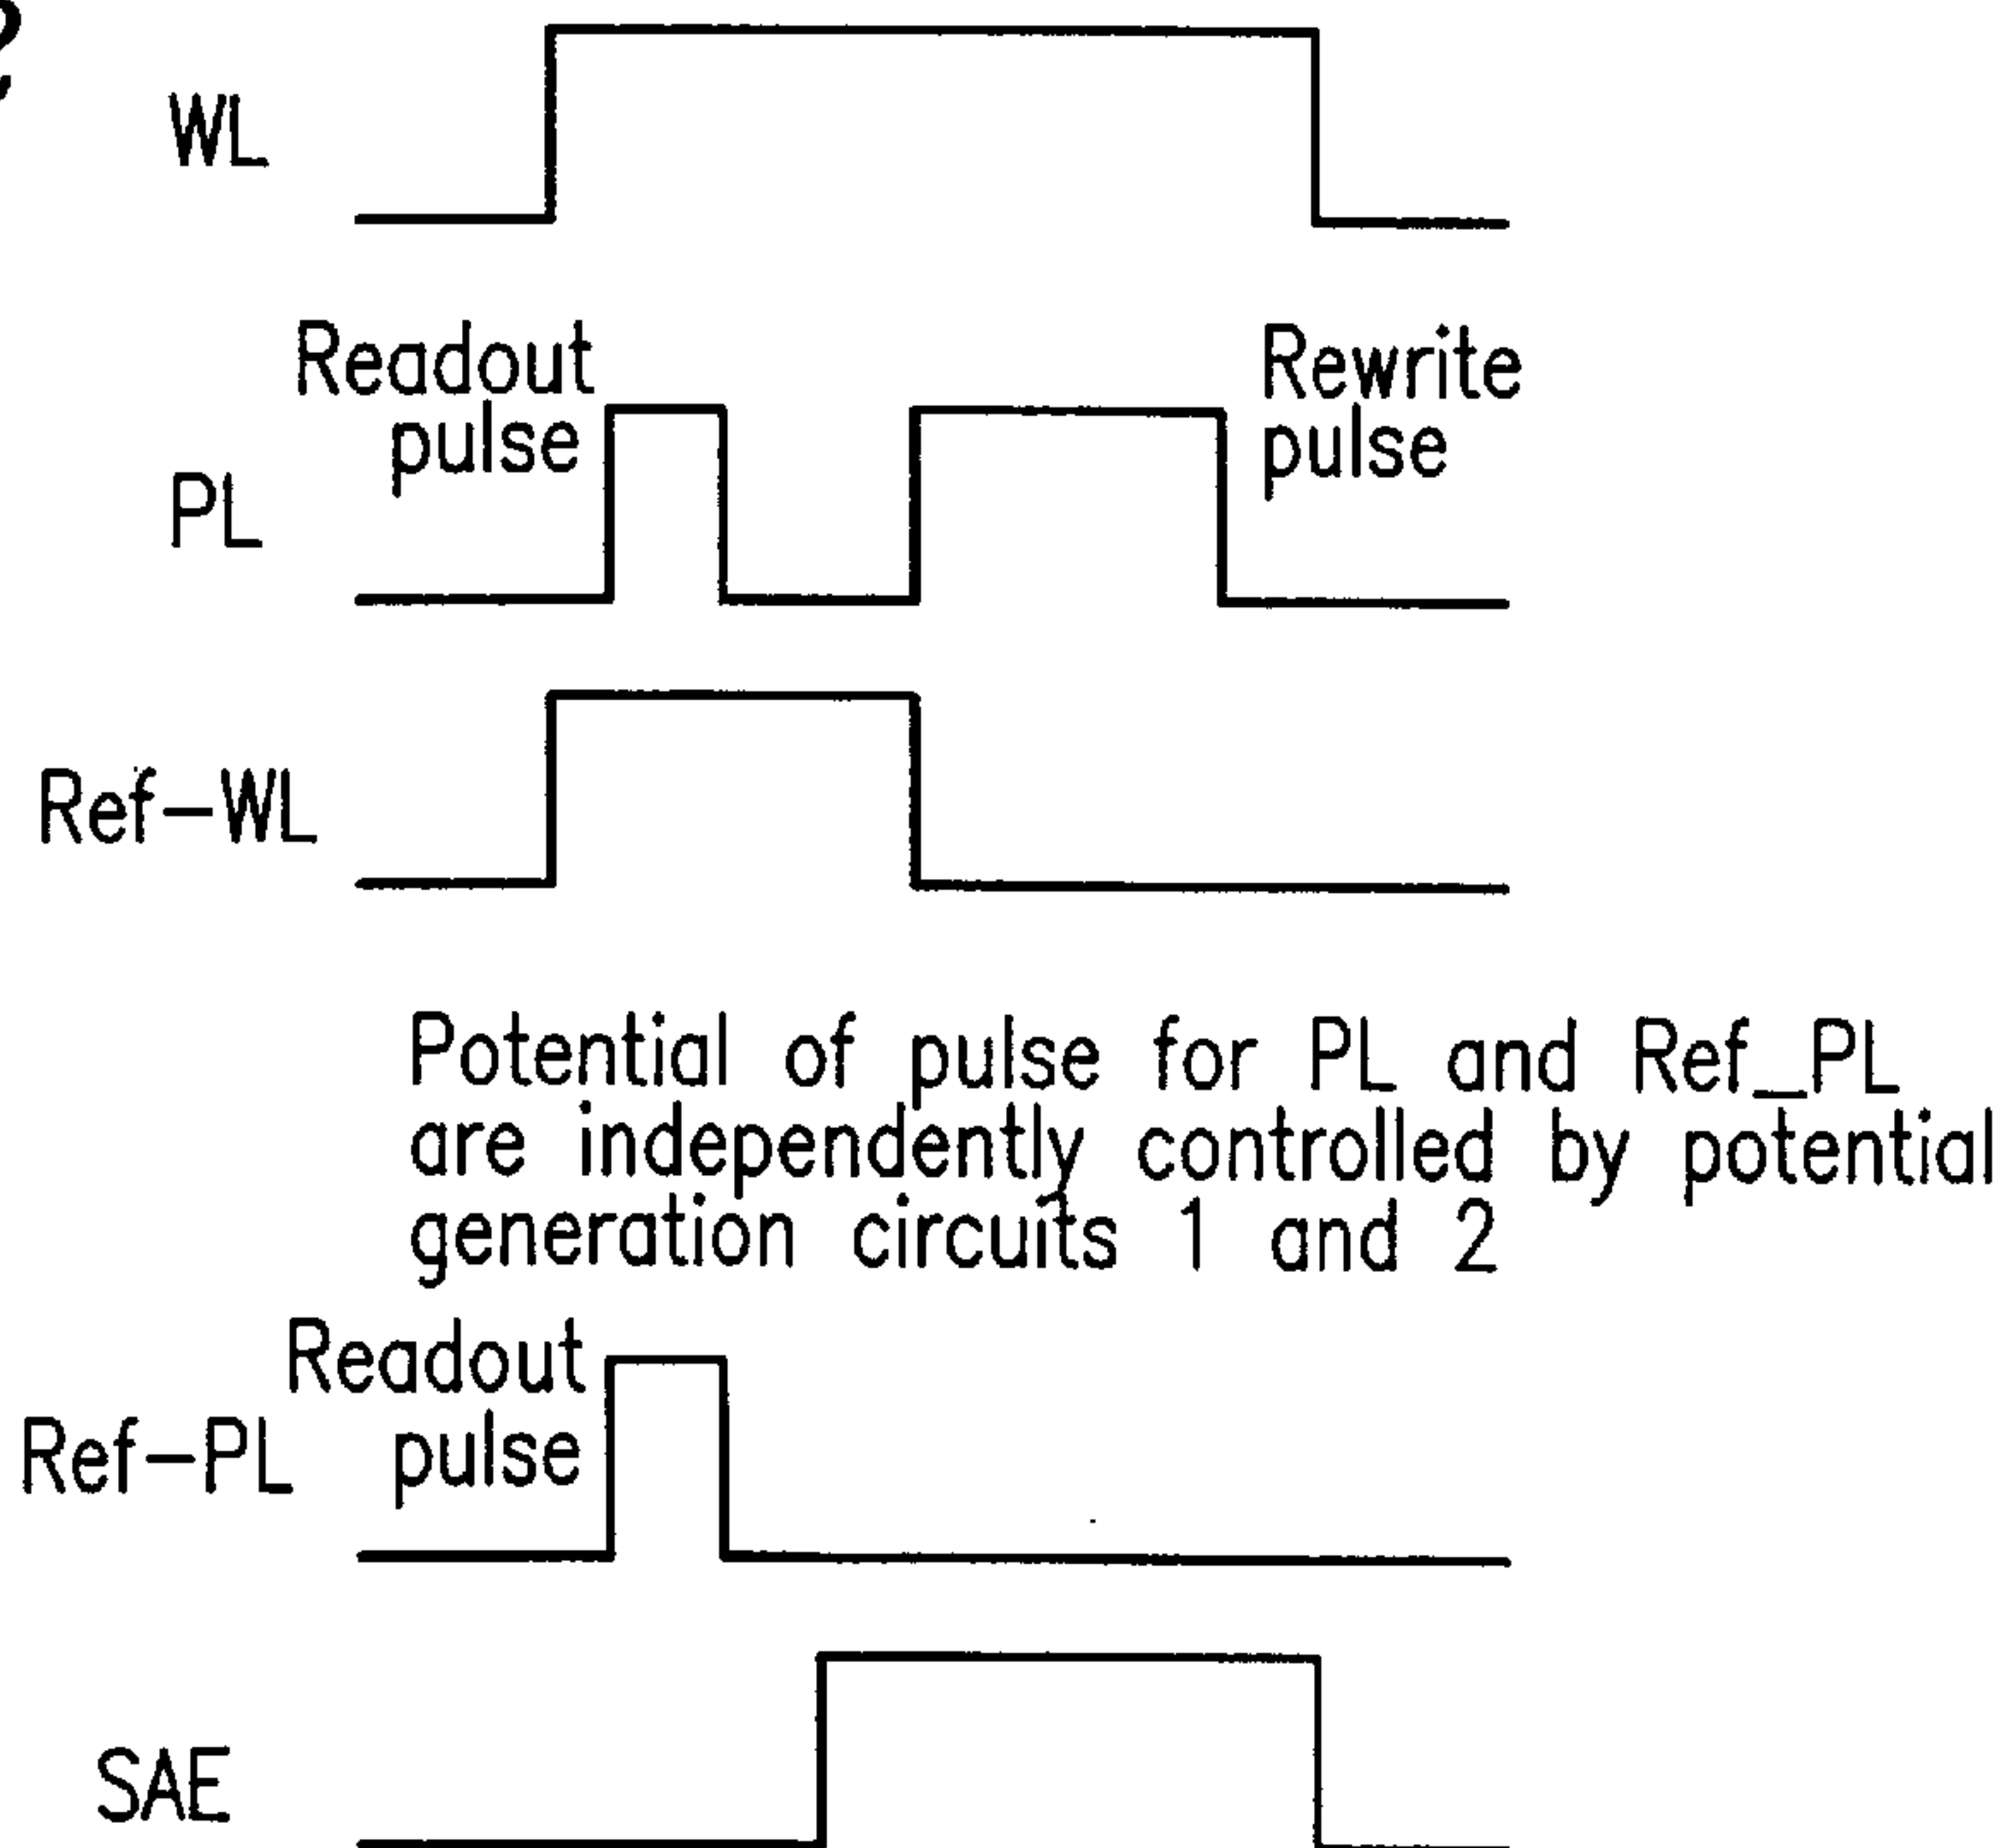 WL
Readout
pulse
Rewrite
pulse
PL
Ref-WL
Potential of pulse for PL and Ref_PL
are independently controlled by potential
generation circuits 1 and 2
Readout
pulse
Ref-PL
SAE